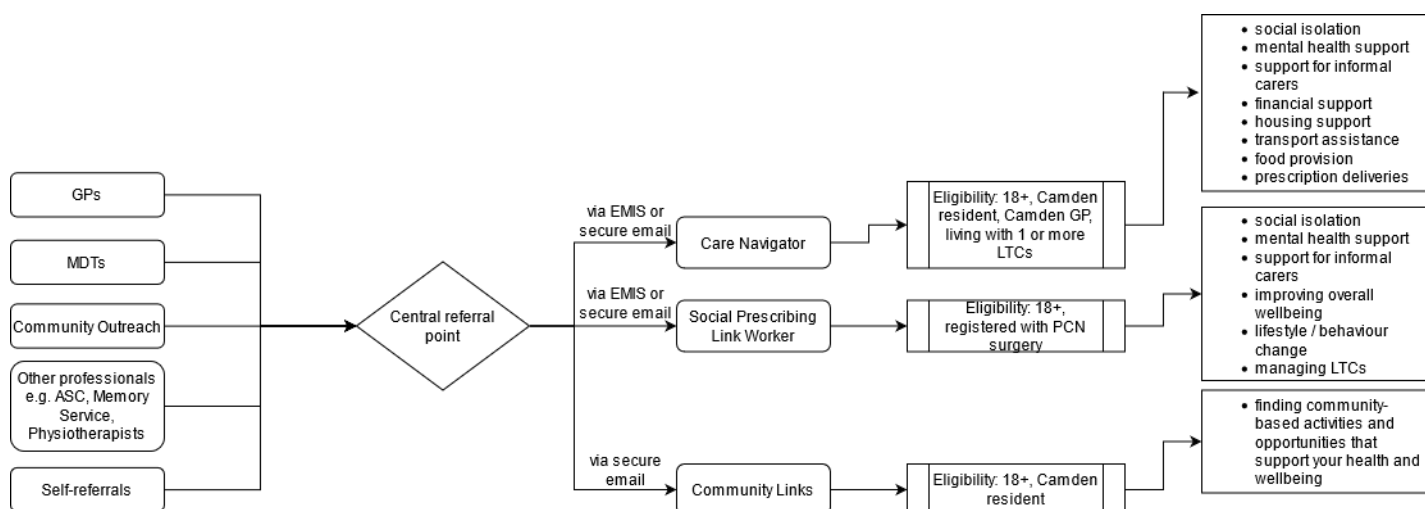 GPs
MDTs
Community Outreach
Other professionals
e.g. ASC, Memory
Service,
Physiotherapists
Self-referrals
Central referral
point
via EMIS or
secure email
Care Navigator
Eligibility: 18+, Camden
resident, Camden GP,
living with 1 or more
LTCs
• social isolation
• mental health support
• support for informal
carers
• financial support
• housing support
• transport assistance
• food provision
• prescription deliveries
via EMIS or
secure email
Social Prescribing
Link Worker
Eligibility: 18+,
registered with PCN
surgery
• social isolation
• mental health support
• support for informal
carers
• improving overall
wellbeing
• lifestyle / behaviour
change
• managing LTCs
via secure
email
Community Links
Eligibility: 18+, Camden
resident
• finding community-
based activities and
opportunities that
support your health and
wellbeing